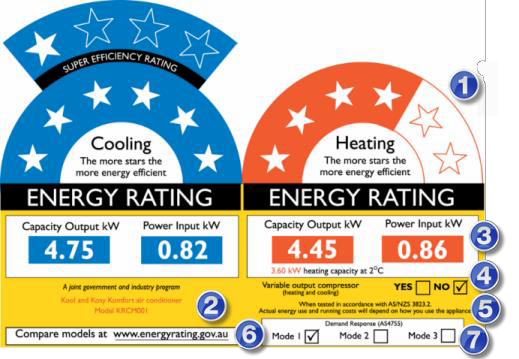 SUPER EFFICIENCY RATING
Cooling
The more stars the
more energy efficient
ENERGY RATING
Capacity Output kW
Power Input kW
4.75
0.82
A joint government and industry program
Kool and Kosy Komfort air conditioner
Model KRCM001
Compare models at www.energyrating.gov.au
Heating
The more stars the
more energy efficient
ENERGY RATING
Capacity Output kW
Power Input kW
4.45
0.86
3.60 kW heating capacity at 2°C
Variable output compressor
(heating and cooling)
YES NO ✓
When tested in accordance with AS/NZS 3823.2.
Actual energy use and running costs will depend on how you use the appliance
Demand Response (AS4755)
Mode 1 ✓ Mode 2 Mode 3
1
2
3
4
5
6
7